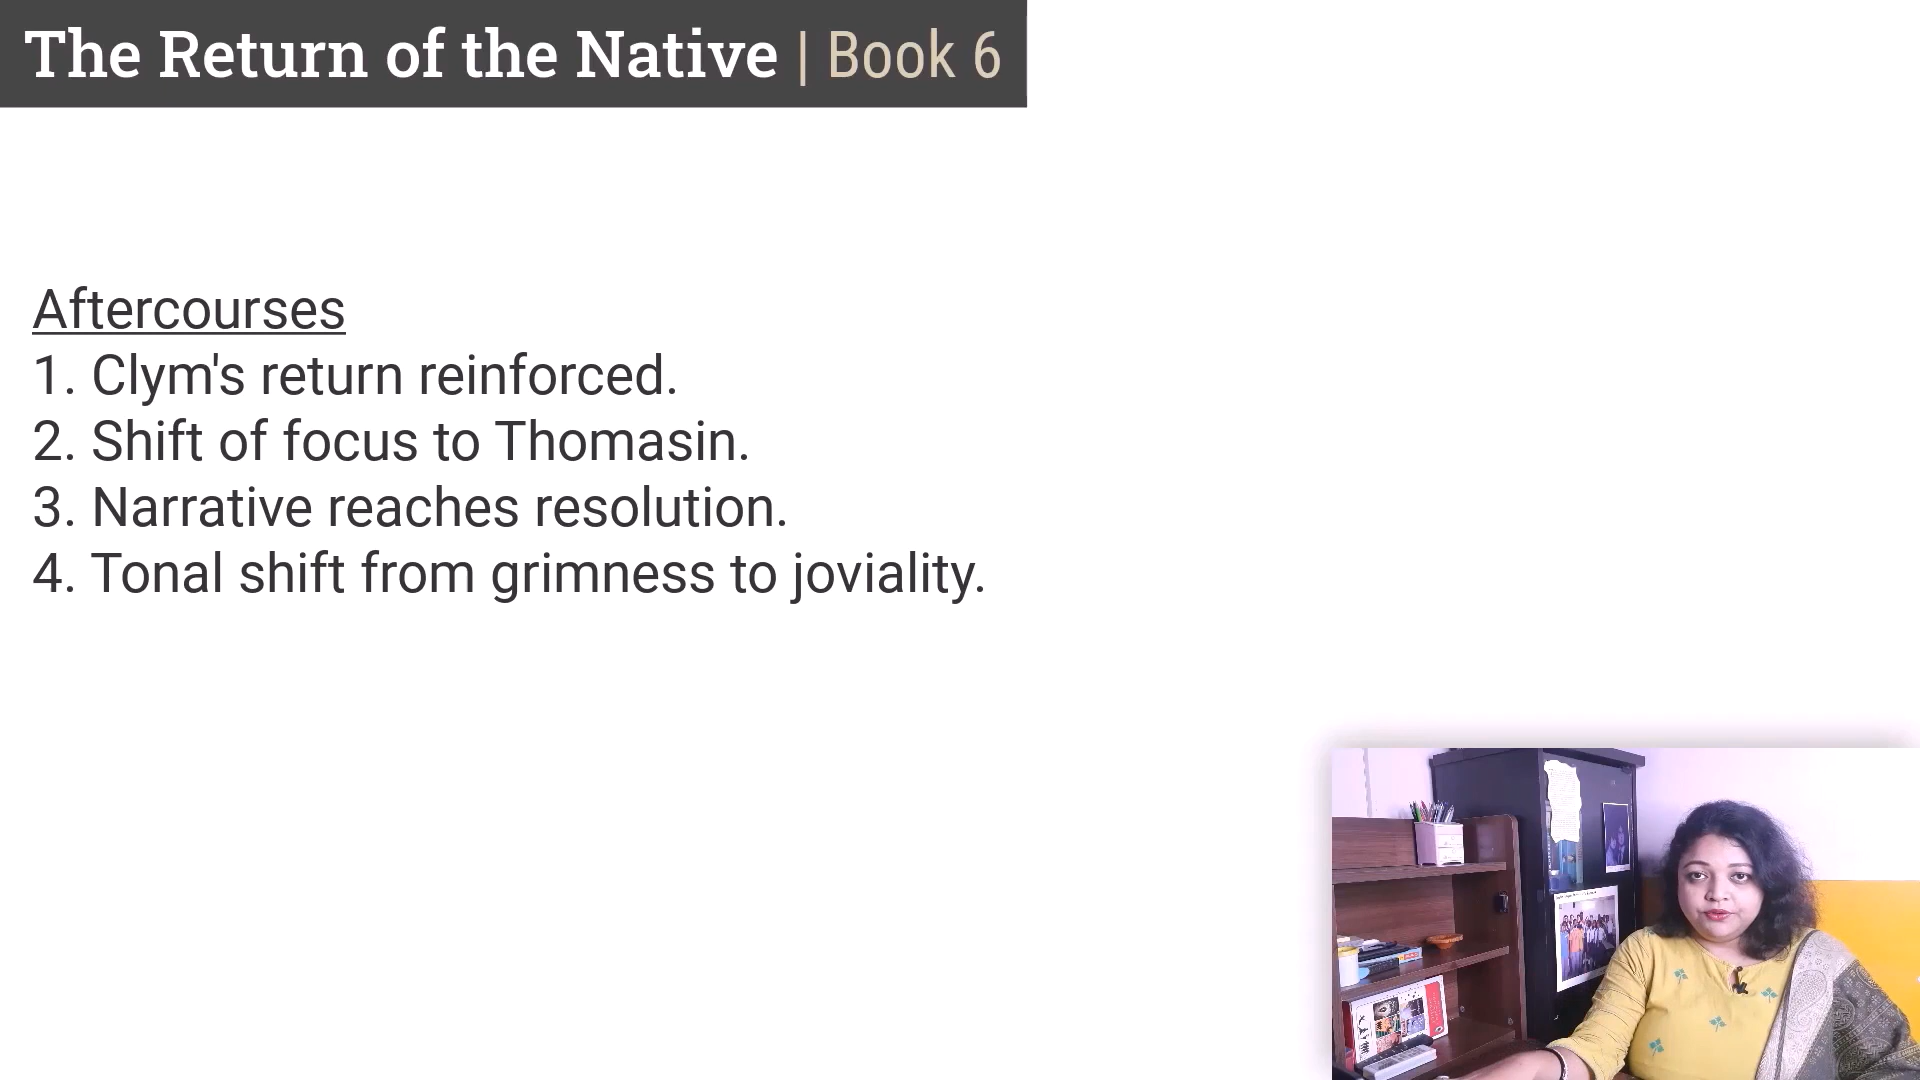 The Return of the Native | Book 6
Aftercourses
1. Clym's return reinforced.
2. Shift of focus to Thomasin.
3. Narrative reaches resolution.
4. Tonal shift from grimness to joviality.